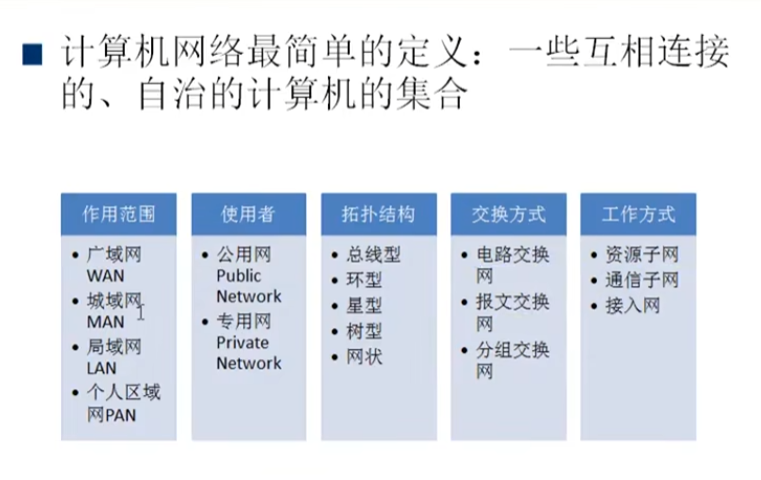 计算机网络最简单的定义：一些互相连接
的、自治的计算机的集合
作用范围
• 广域网
WAN
• 城域网
MAN
• 局域网
LAN
• 个人区域
网PAN
使用者
• 公用网
Public
Network
• 专用网
Private
Network
拓扑结构
• 总线型
• 环型
• 星型
• 树型
• 网状
交换方式
• 电路交换
网
• 报文交换
网
• 分组交换
网
工作方式
• 资源子网
• 通信子网
• 接入网